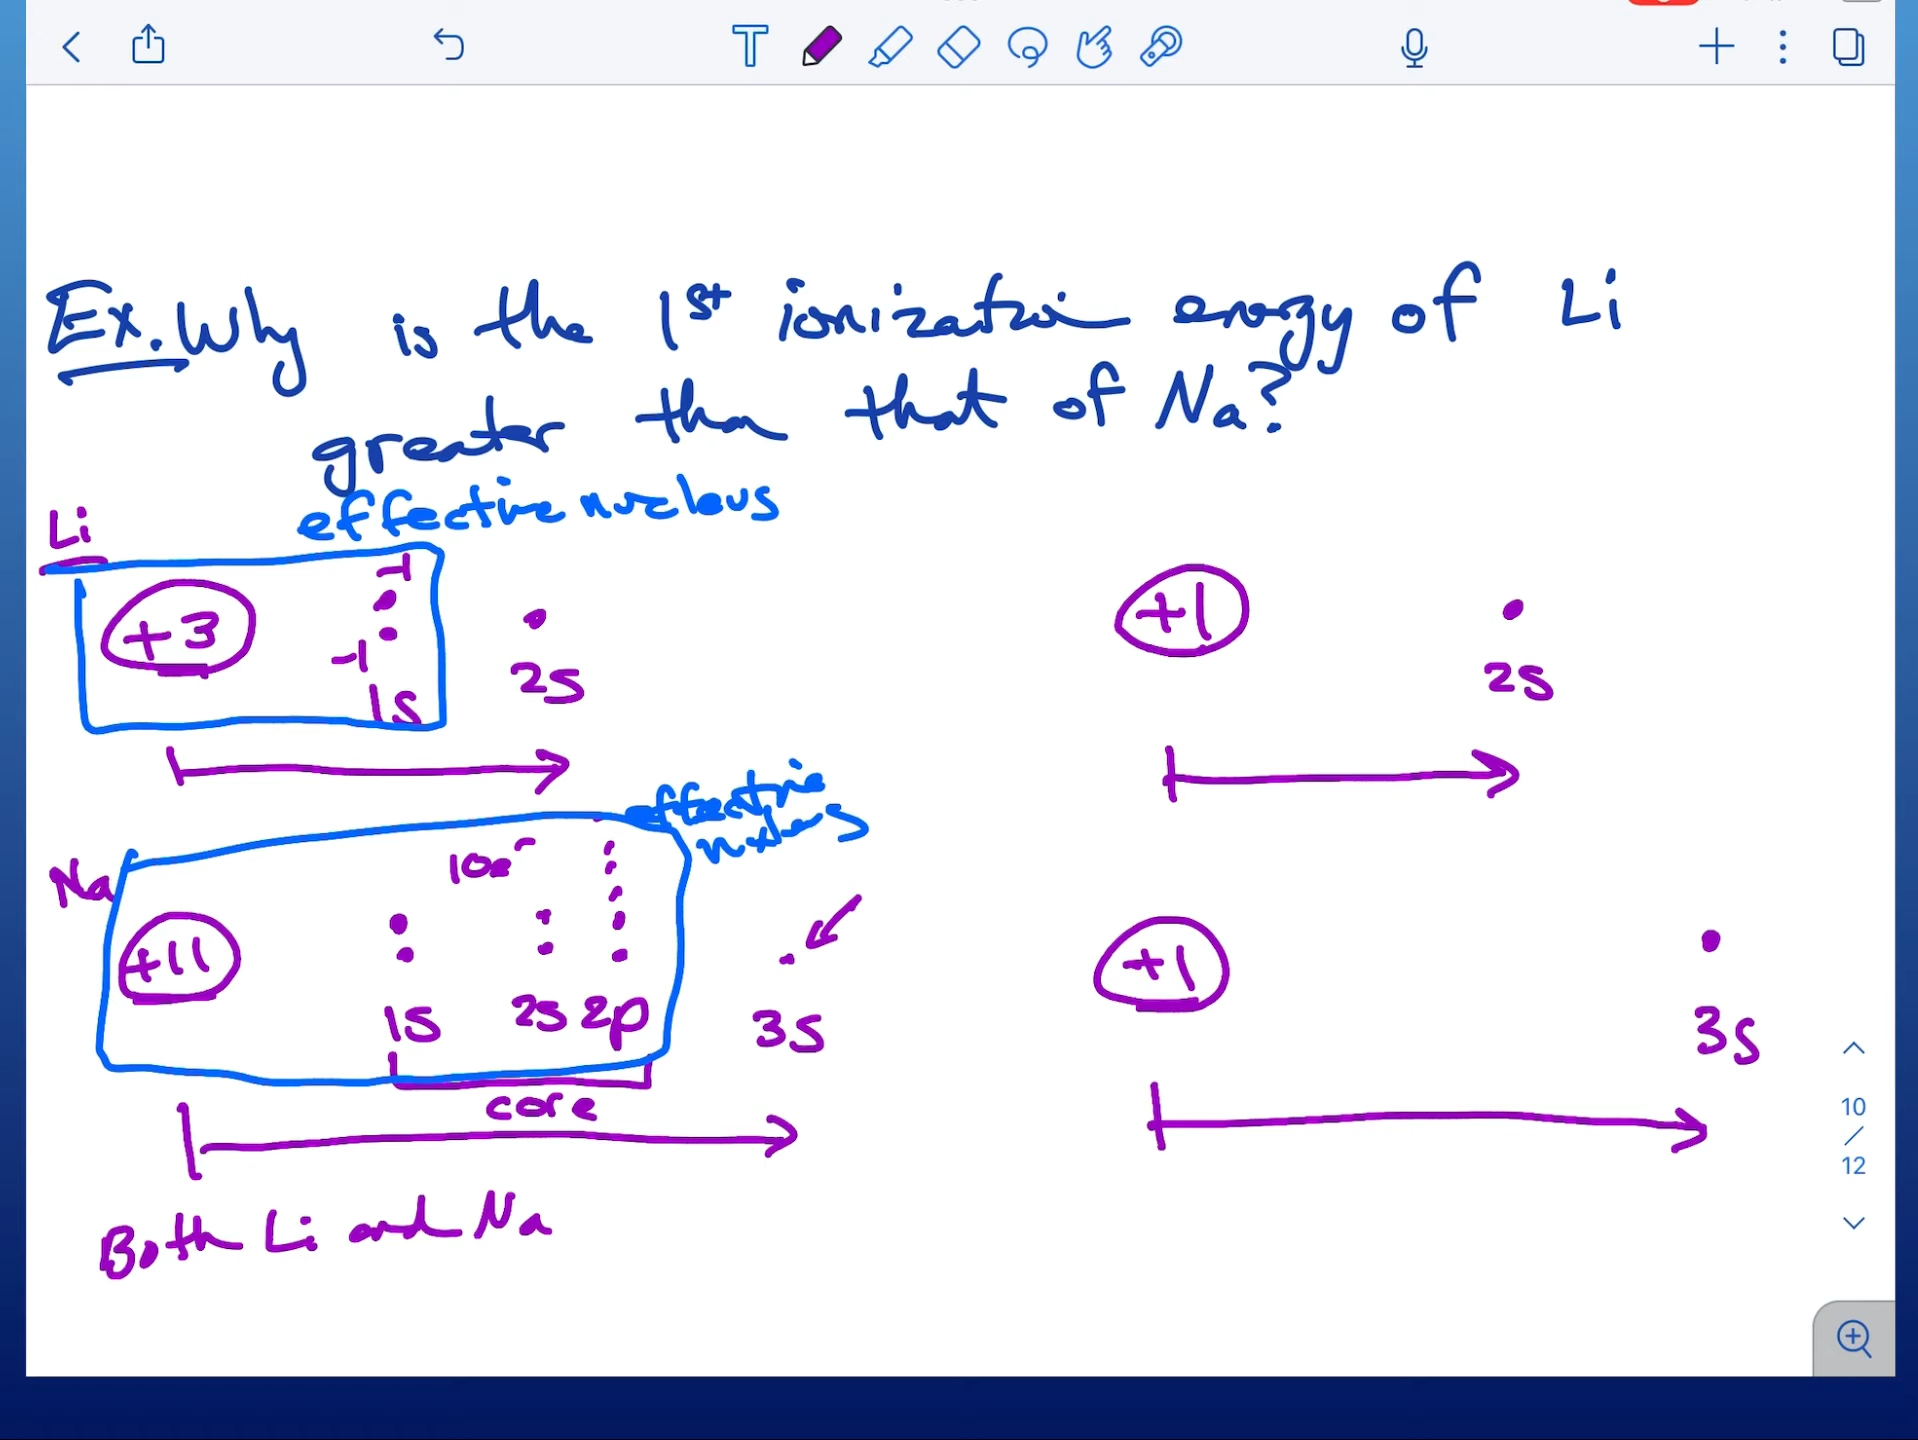 Ex. Why is the 1st ionization energy of Li
greater than that of Na?
effective nucleus
Li
-1
+3
-1
1s
2s
+1
2s
effective
nucleus
Na
10e-
+11
1s 2s 2p
3s
core
+1
3s
Both Li and Na
10
/
12
T